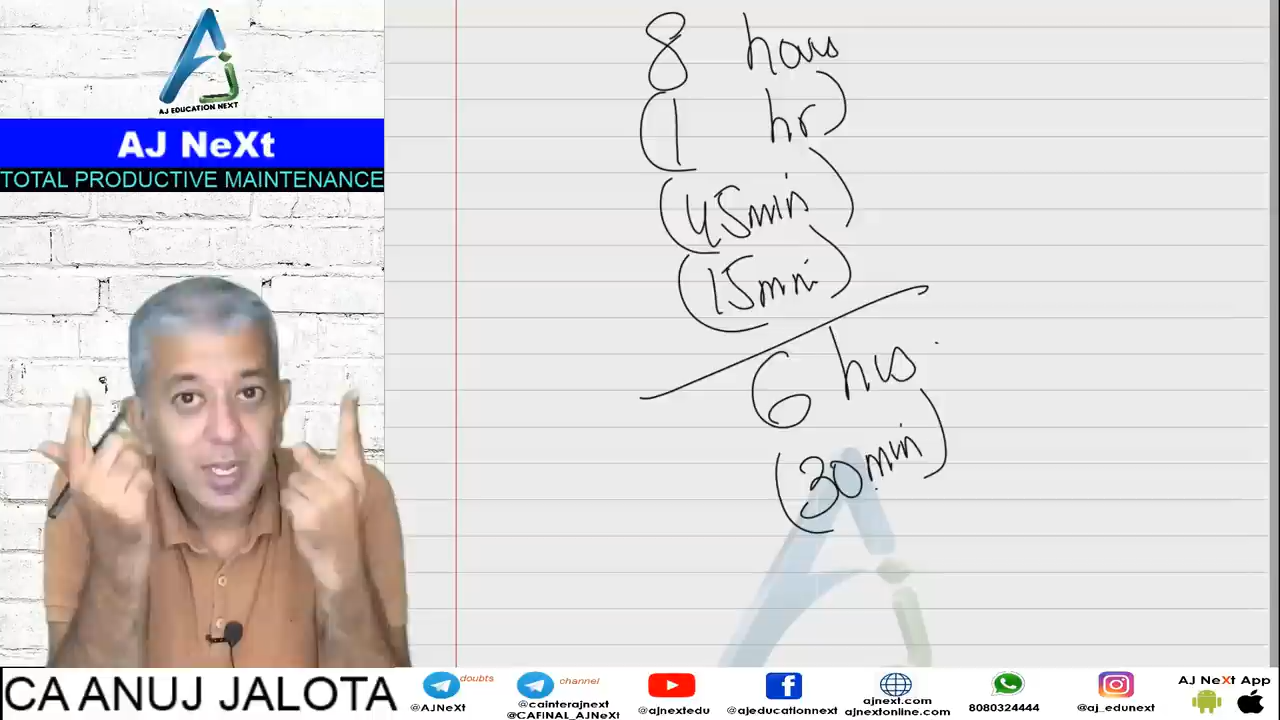 AJ EDUCATION NEXT
AJ NeXt
TOTAL PRODUCTIVE MAINTENANCE
8 hours
(1 hr)
(45min)
(15min)
6 hrs.
(30min)
CA ANUJ JALOTA
doubts
@AJNeXt
channel
@cainterajnext
@CAFINAL_AJNeXt
@ajnextedu
@ajeducationnext
ajnext.com
ajnextonline.com
8080324444
@aj_edunext
AJ NeXt App